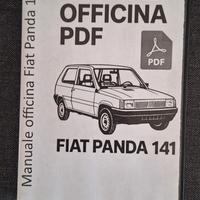 Manuale officina Fiat Panda 1
OFFICINA
PDF
PDF
FIAT PANDA 141